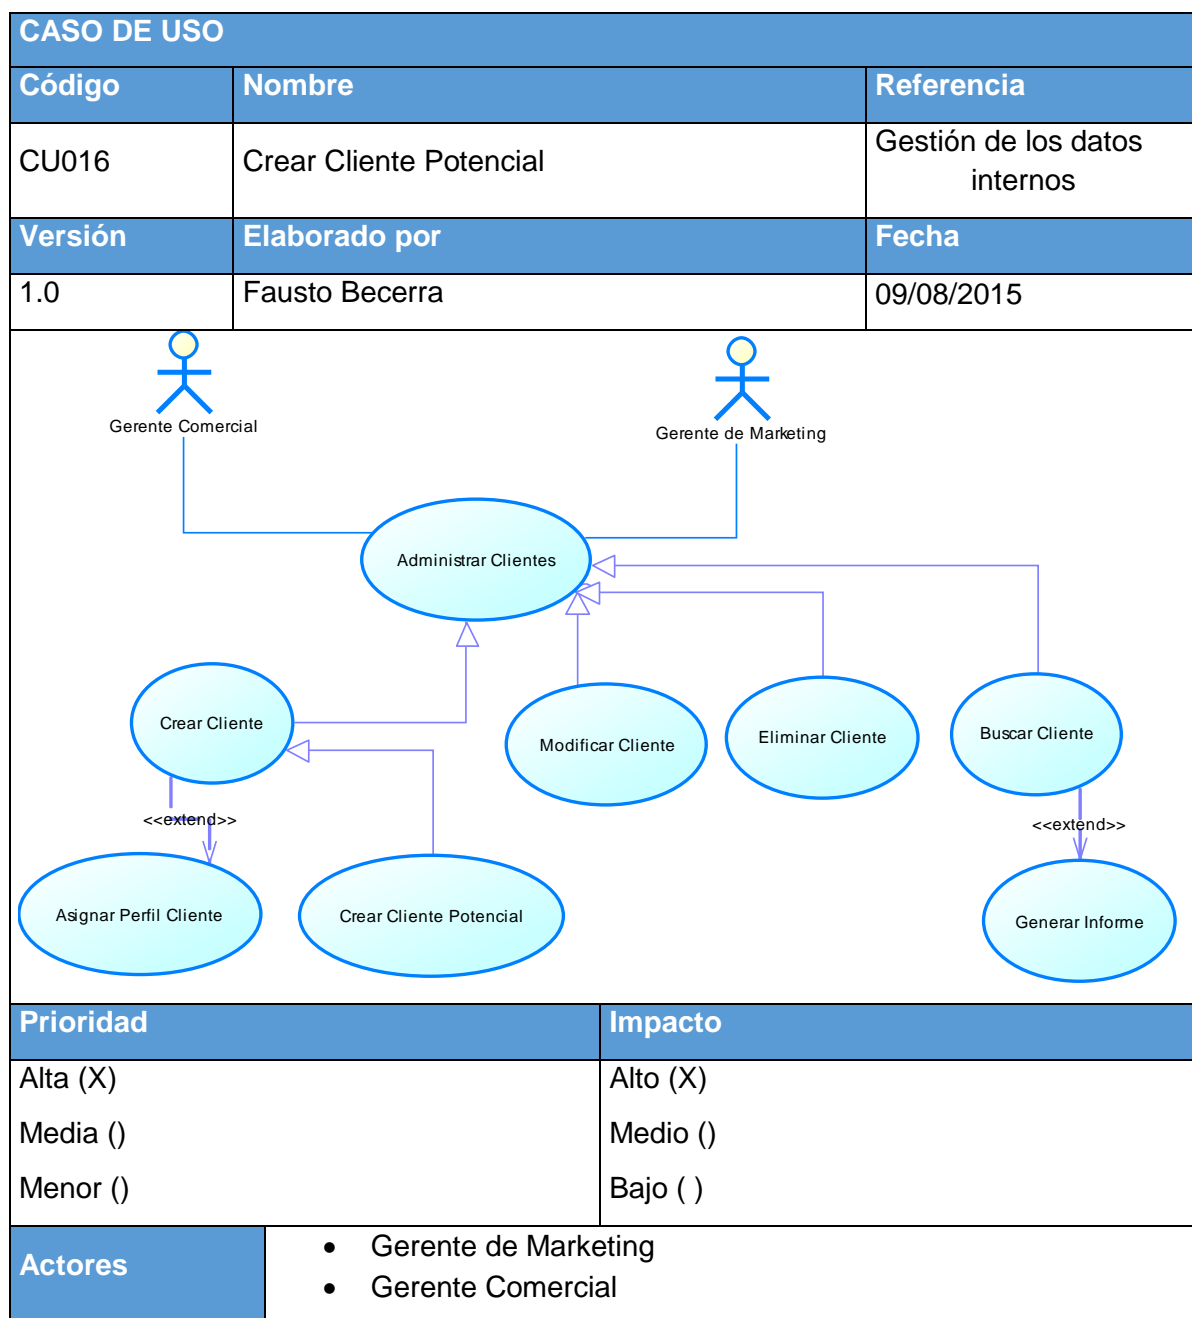 CASO DE USO
Código
Nombre
Referencia
CU016
Crear Cliente Potencial
Gestión de los datos
internos
Versión
Elaborado por
Fecha
1.0
Fausto Becerra
09/08/2015
Gerente Comercial
Gerente de Marketing
Administrar Clientes
Crear Cliente
Modificar Cliente
Eliminar Cliente
Buscar Cliente
<<extend>>
<<extend>>
Asignar Perfil Cliente
Crear Cliente Potencial
Generar Informe
Prioridad
Impacto
Alta (X)
Media ()
Menor ()
Alto (X)
Medio ()
Bajo ( )
Actores
• Gerente de Marketing
• Gerente Comercial